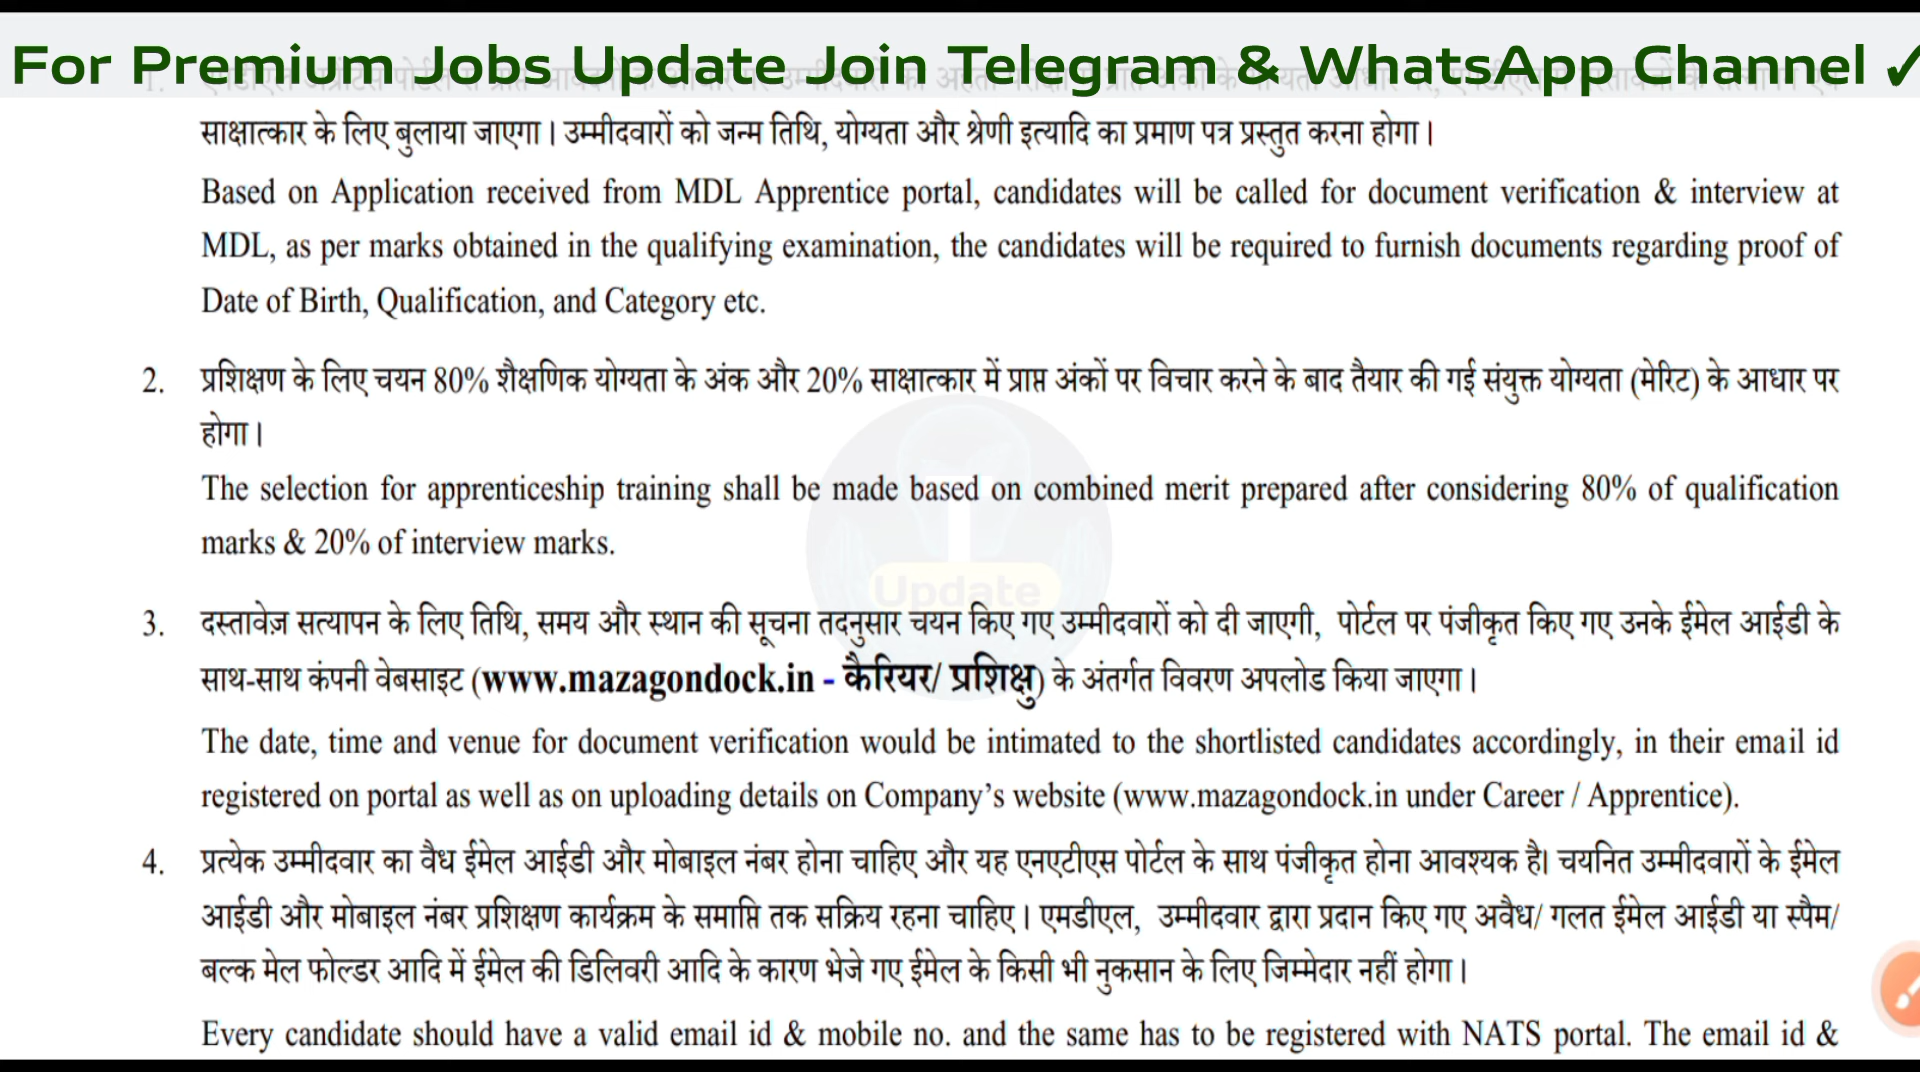 For Premium Jobs Update Join Telegram & WhatsApp Channel ✓
साक्षात्कार के लिए बुलाया जाएगा। उम्मीदवारों को जन्म तिथि, योग्यता और श्रेणी इत्यादि का प्रमाण पत्र प्रस्तुत करना होगा।
Based on Application received from MDL Apprentice portal, candidates will be called for document verification & interview at
MDL, as per marks obtained in the qualifying examination, the candidates will be required to furnish documents regarding proof of
Date of Birth, Qualification, and Category etc.
2. प्रशिक्षण के लिए चयन 80% शैक्षणिक योग्यता के अंक और 20% साक्षात्कार में प्राप्त अंकों पर विचार करने के बाद तैयार की गई संयुक्त योग्यता (मेरिट) के आधार पर
होगा।
The selection for apprenticeship training shall be made based on combined merit prepared after considering 80% of qualification
marks & 20% of interview marks.
Update
3. दस्तावेज़ सत्यापन के लिए तिथि, समय और स्थान की सूचना तदनुसार चयन किए गए उम्मीदवारों को दी जाएगी, पोर्टल पर पंजीकृत किए गए उनके ईमेल आईडी के
साथ-साथ कंपनी वेबसाइट (www.mazagondock.in - कैरियर/ प्रशिक्षु) के अंतर्गत विवरण अपलोड किया जाएगा।
The date, time and venue for document verification would be intimated to the shortlisted candidates accordingly, in their email id
registered on portal as well as on uploading details on Company's website (www.mazagondock.in under Career / Apprentice).
4. प्रत्येक उम्मीदवार का वैध ईमेल आईडी और मोबाइल नंबर होना चाहिए और यह एनएटीएस पोर्टल के साथ पंजीकृत होना आवश्यक है। चयनित उम्मीदवारों के ईमेल
आईडी और मोबाइल नंबर प्रशिक्षण कार्यक्रम के समाप्ति तक सक्रिय रहना चाहिए। एमडीएल, उम्मीदवार द्वारा प्रदान किए गए अवैध/ गलत ईमेल आईडी या स्पैम/
बल्क मेल फोल्डर आदि में ईमेल की डिलिवरी आदि के कारण भेजे गए ईमेल के किसी भी नुकसान के लिए जिम्मेदार नहीं होगा।
Every candidate should have a valid email id & mobile no. and the same has to be registered with NATS portal. The email id &